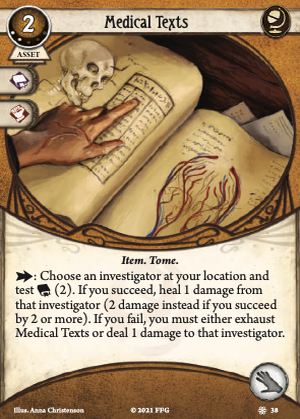 2
Medical Texts
ASSET
Item. Tome.
: Choose an investigator at your location and
test (2). If you succeed, heal 1 damage from
that investigator (2 damage instead if you succeed
by 2 or more). If you fail, you must either exhaust
Medical Texts or deal 1 damage to that investigator.
Illus. Anna Christenson
© 2021 FFG
38